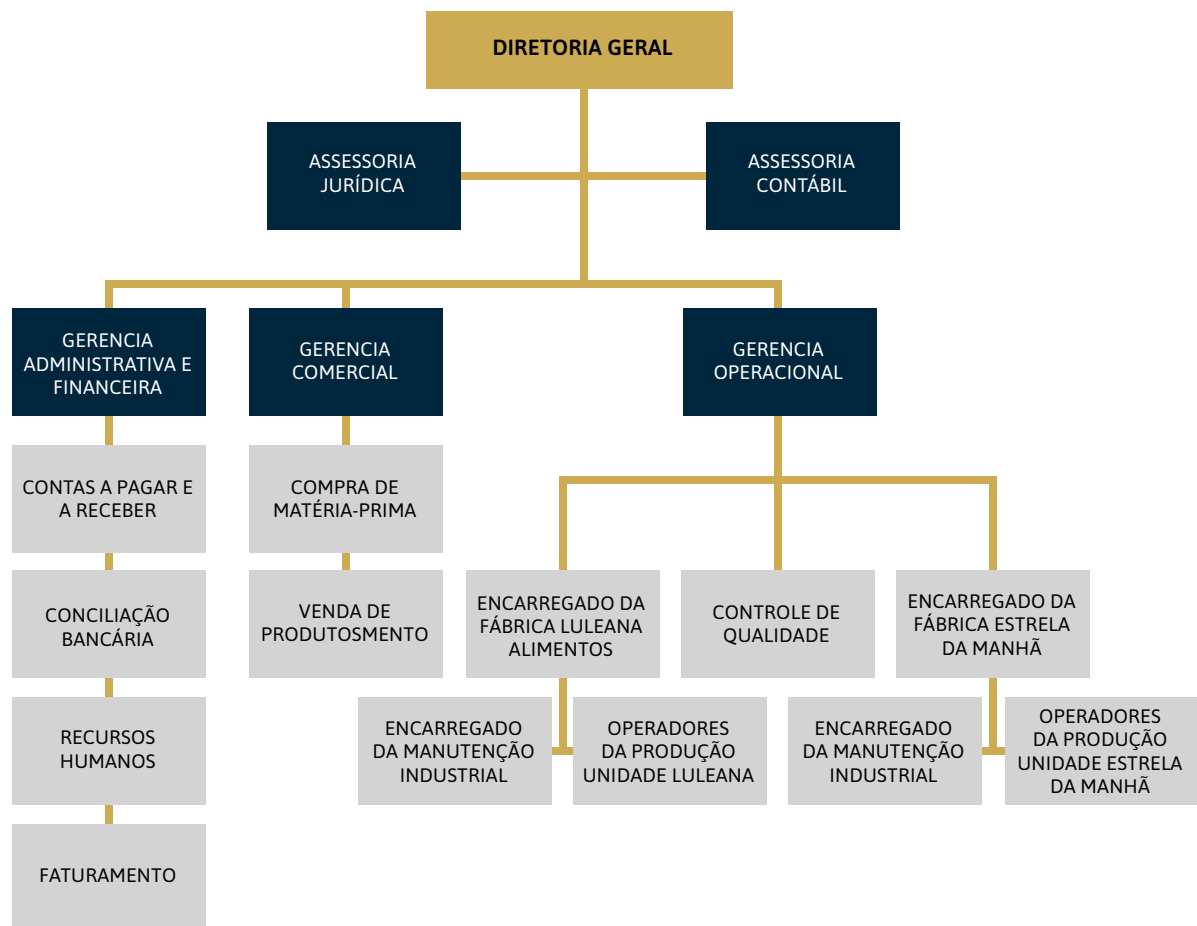 DIRETORIA GERAL
ASSESSORIA
JURÍDICA
ASSESSORIA
CONTÁBIL
GERENCIA
ADMINISTRATIVA E
FINANCEIRA
GERENCIA
COMERCIAL
GERENCIA
OPERACIONAL
CONTAS A PAGAR E
A RECEBER
COMPRA DE
MATÉRIA-PRIMA
CONCILIAÇÃO
BANCÁRIA
VENDA DE
PRODUTOSMENTO
ENCARREGADO DA
FÁBRICA LULEANA
ALIMENTOS
CONTROLE DE
QUALIDADE
ENCARREGADO DA
FÁBRICA ESTRELA
DA MANHÃ
RECURSOS
HUMANOS
ENCARREGADO
DA MANUTENÇÃO
INDUSTRIAL
OPERADORES
DA PRODUÇÃO
UNIDADE LULEANA
ENCARREGADO
DA MANUTENÇÃO
INDUSTRIAL
OPERADORES
DA PRODUÇÃO
UNIDADE ESTRELA
DA MANHÃ
FATURAMENTO